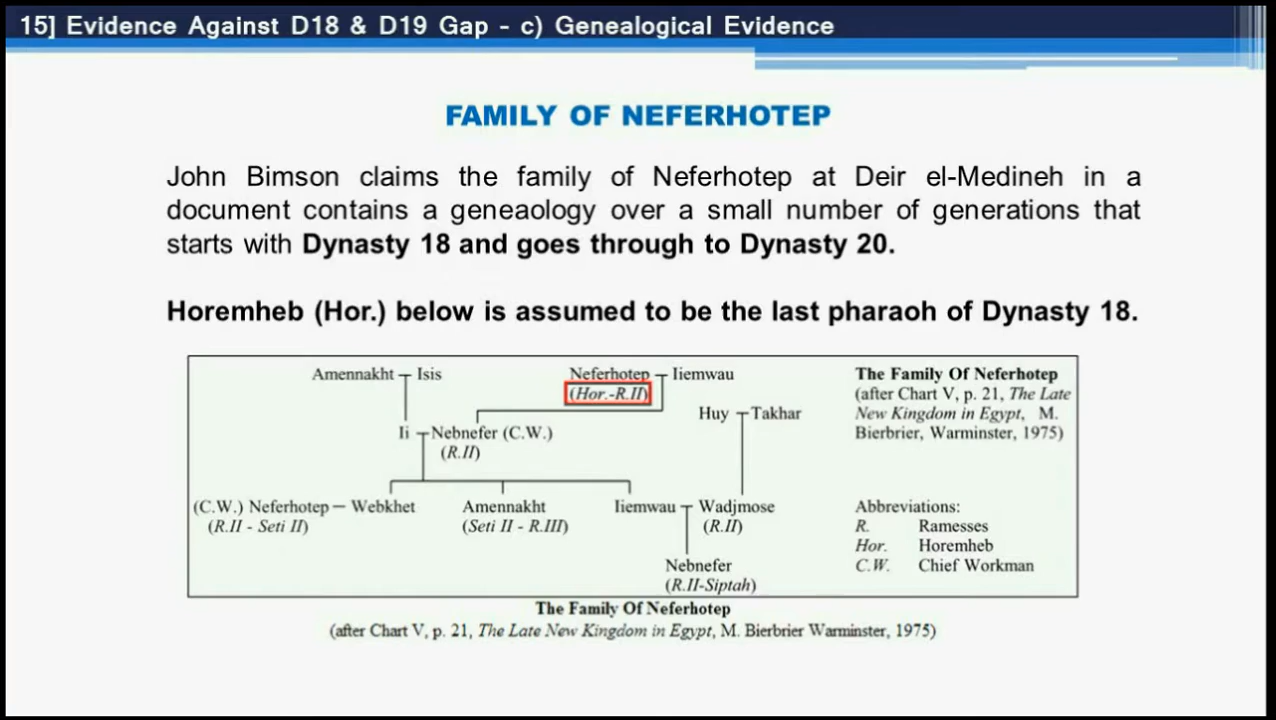 15] Evidence Against D18 & D19 Gap - c) Genealogical Evidence
FAMILY OF NEFERHOTEP
John Bimson claims the family of Neferhotep at Deir el-Medineh in a
document contains a geneaology over a small number of generations that
starts with Dynasty 18 and goes through to Dynasty 20.
Horemheb (Hor.) below is assumed to be the last pharaoh of Dynasty 18.
Amennakht Isis
Neferhotep Iiemwau
(Hor.-R.II)
Huy Takhar
Ii Nebnefer (C.W.)
(R.II)
(C.W.) Neferhotep – Webkhet
(R.II - Seti II)
Amennakht
(Seti II - R.III)
Iiemwau Wadjmose
(R.II)
Nebnefer
(R.II-Siptah)
The Family Of Neferhotep
(after Chart V, p. 21, The Late
New Kingdom in Egypt, M.
Bierbrier, Warminster, 1975)
Abbreviations:
R. Ramesses
Hor. Horemheb
C.W. Chief Workman
The Family Of Neferhotep
(after Chart V, p. 21, The Late New Kingdom in Egypt, M. Bierbrier Warminster, 1975)